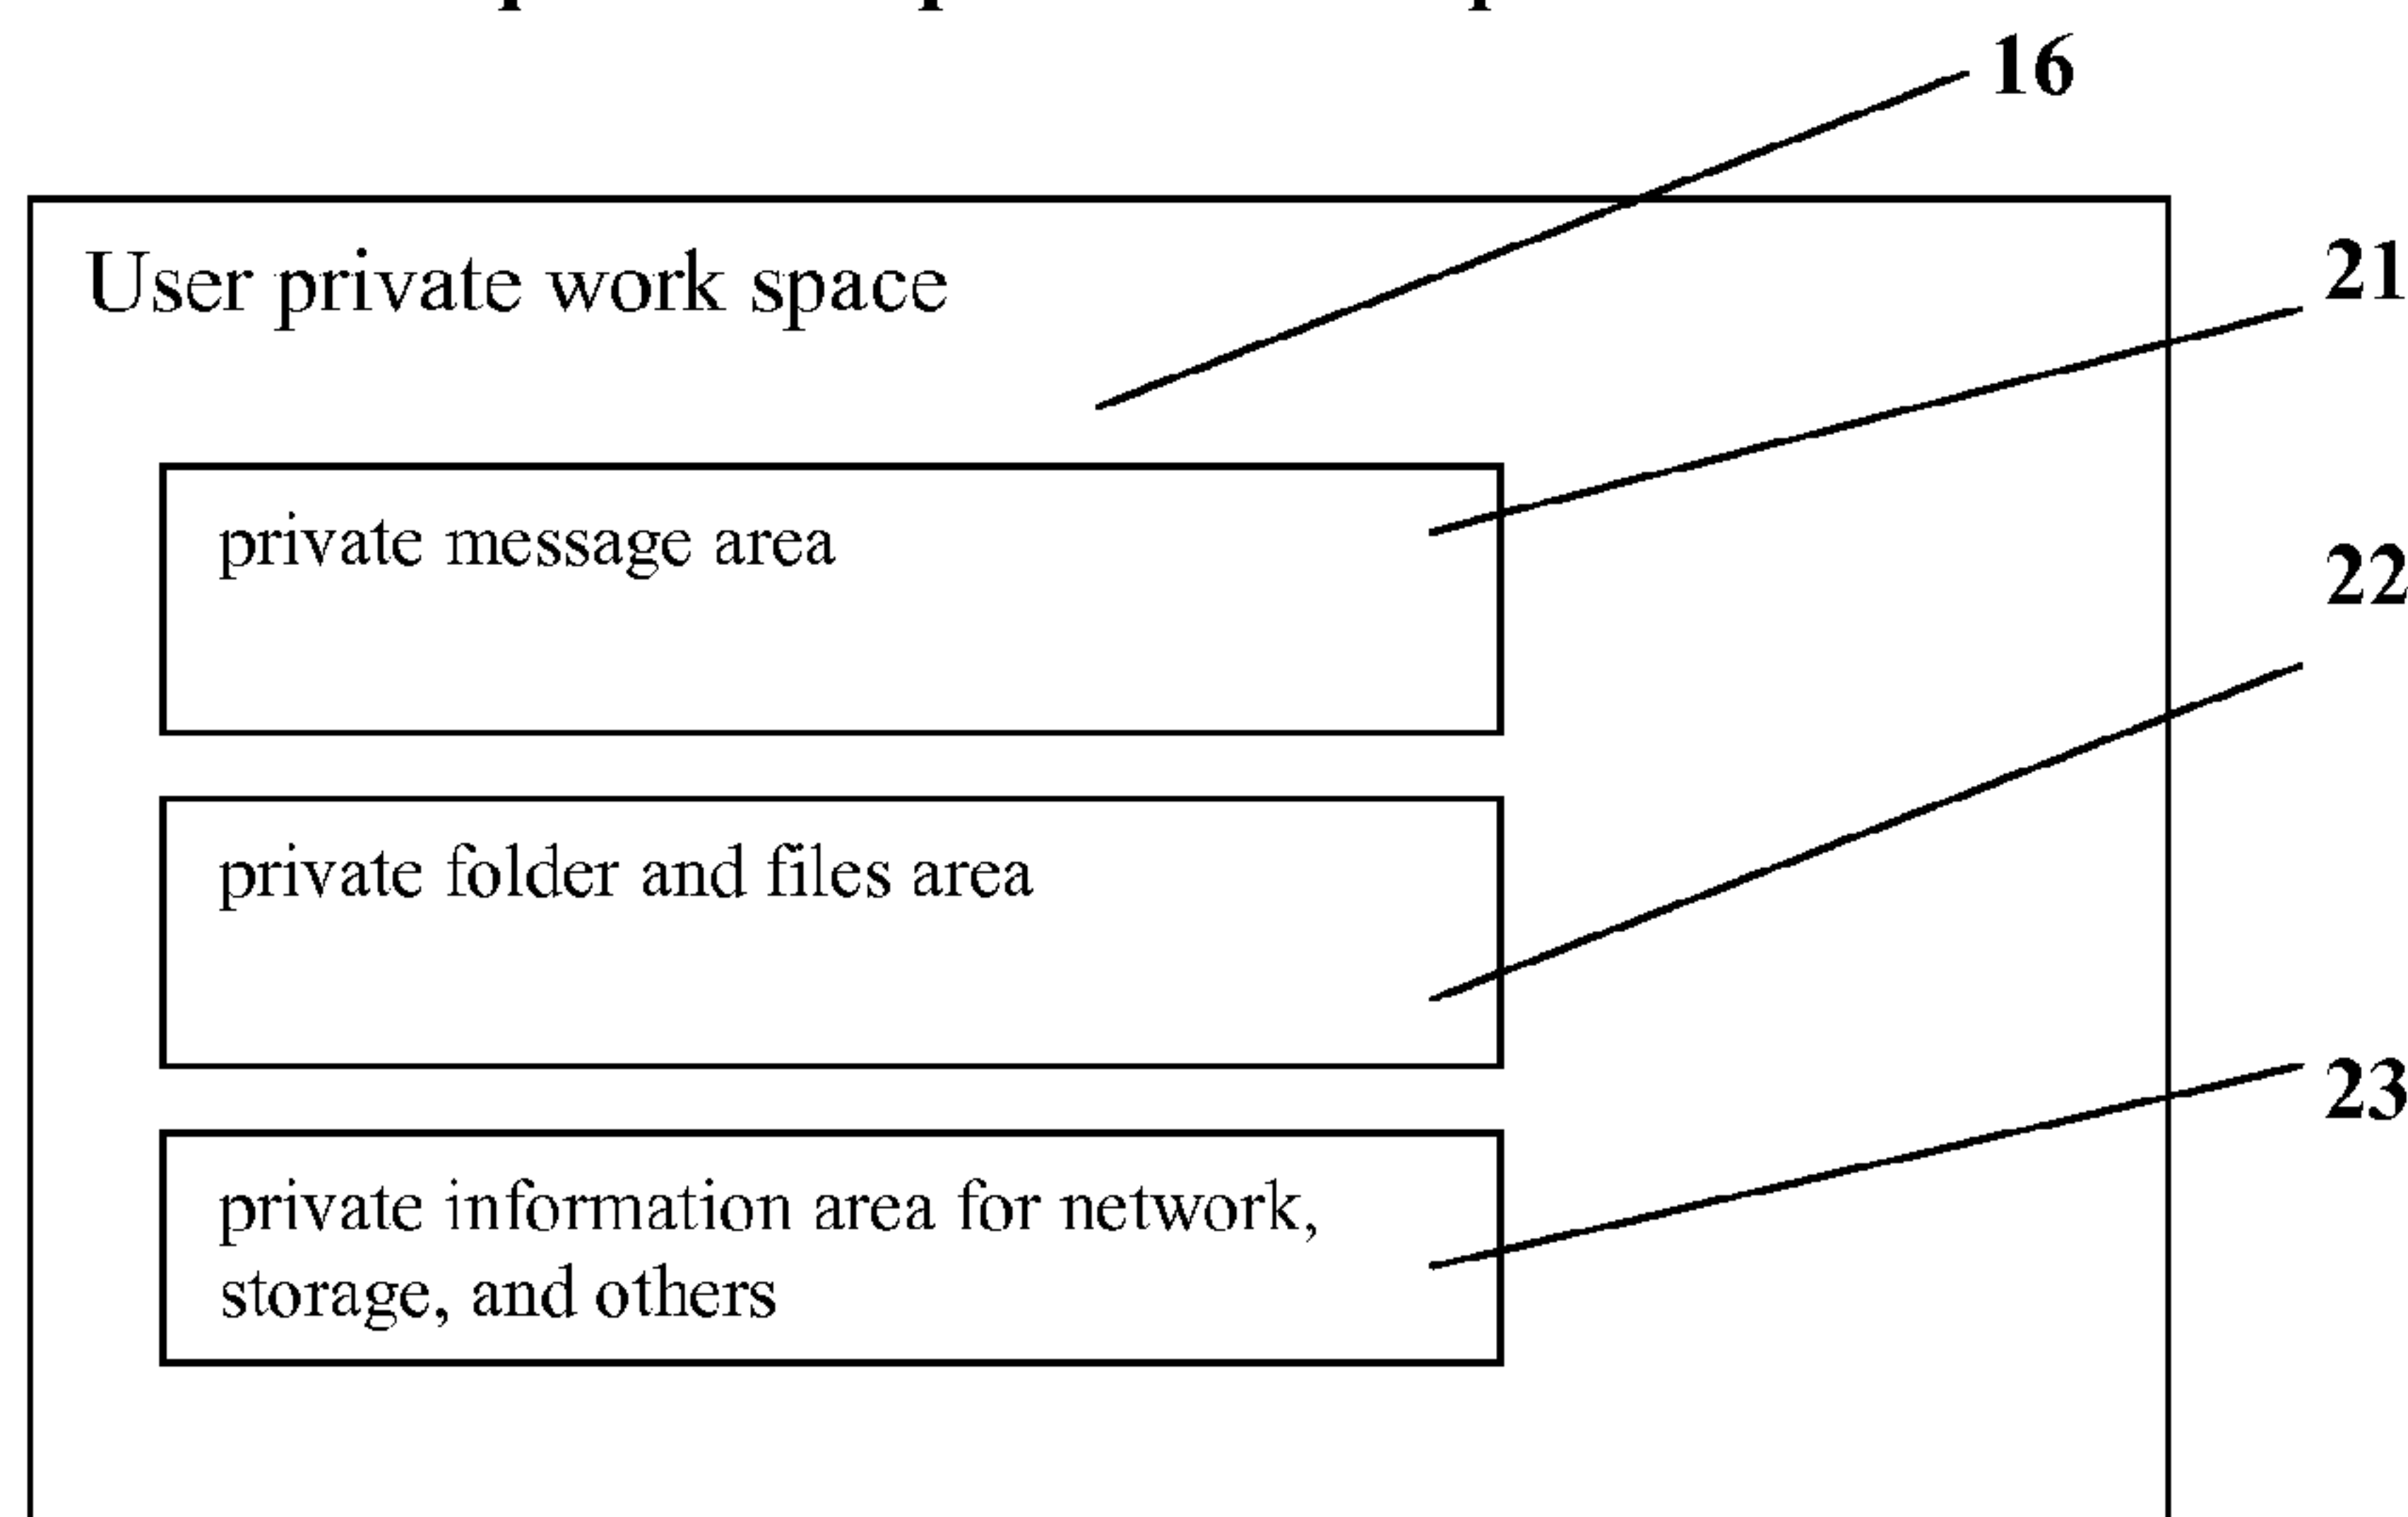 16
User private work space
21
private message area
22
private folder and files area
23
private information area for network,
storage, and others